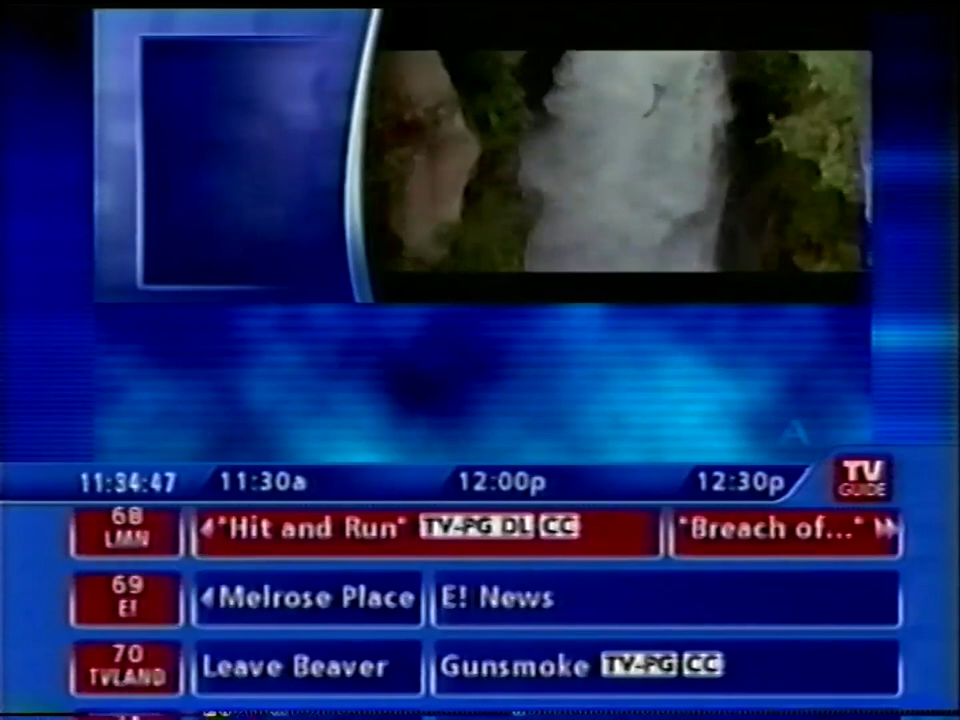 A
11:34:47 11:30a 12:00p 12:30p TV GUIDE
68 LMN ◀"Hit and Run" TV-PG DL CC "Breach of..." ▶▶
69 E! ◀Melrose Place E! News
70 TVLAND Leave Beaver Gunsmoke TV-PG CC